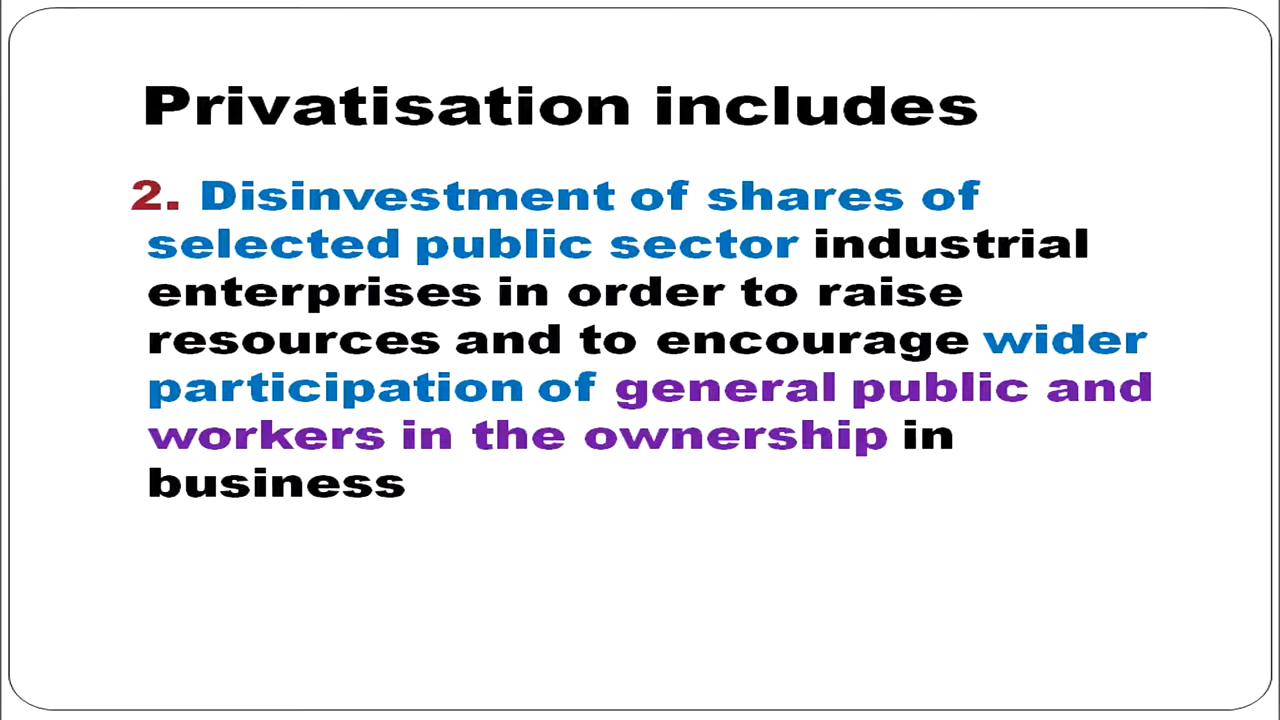 Privatisation includes
2. Disinvestment of shares of
selected public sector industrial
enterprises in order to raise
resources and to encourage wider
participation of general public and
workers in the ownership in
business